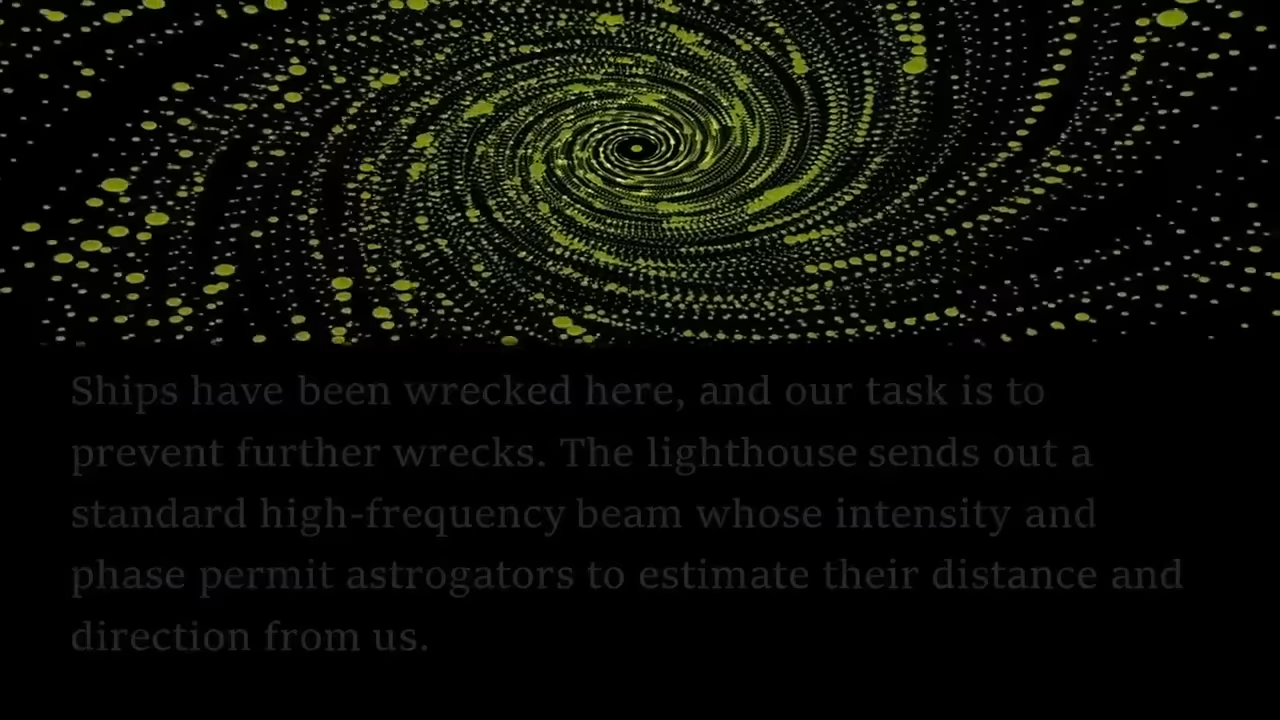 Ships have been wrecked here, and our task is to
prevent further wrecks. The lighthouse sends out a
standard high-frequency beam whose intensity and
phase permit astrogators to estimate their distance and
direction from us.